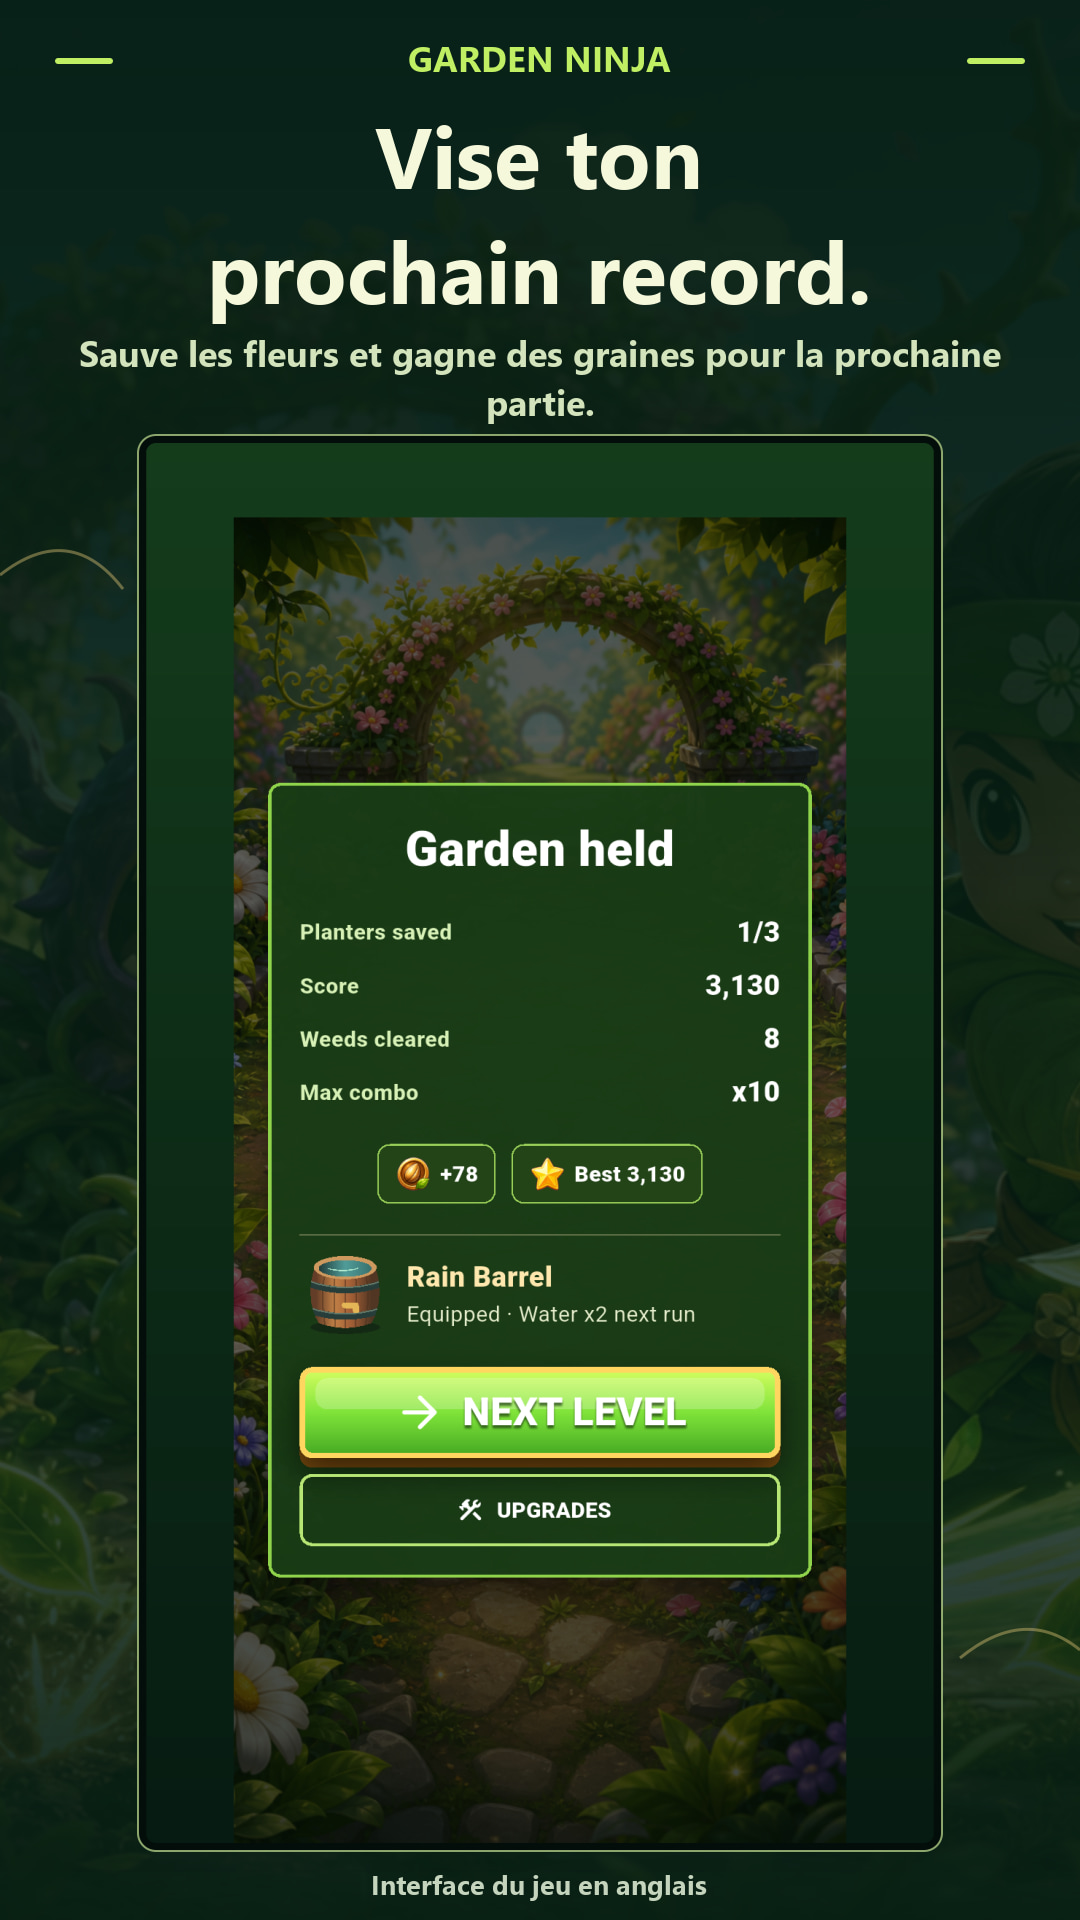 GARDEN NINJA
Vise ton
prochain record.
Sauve les fleurs et gagne des graines pour la prochaine
partie.
Garden held
Planters saved 1/3
Score 3,130
Weeds cleared 8
Max combo x10
+78 Best 3,130
Rain Barrel
Equipped · Water x2 next run
NEXT LEVEL
UPGRADES
Interface du jeu en anglais